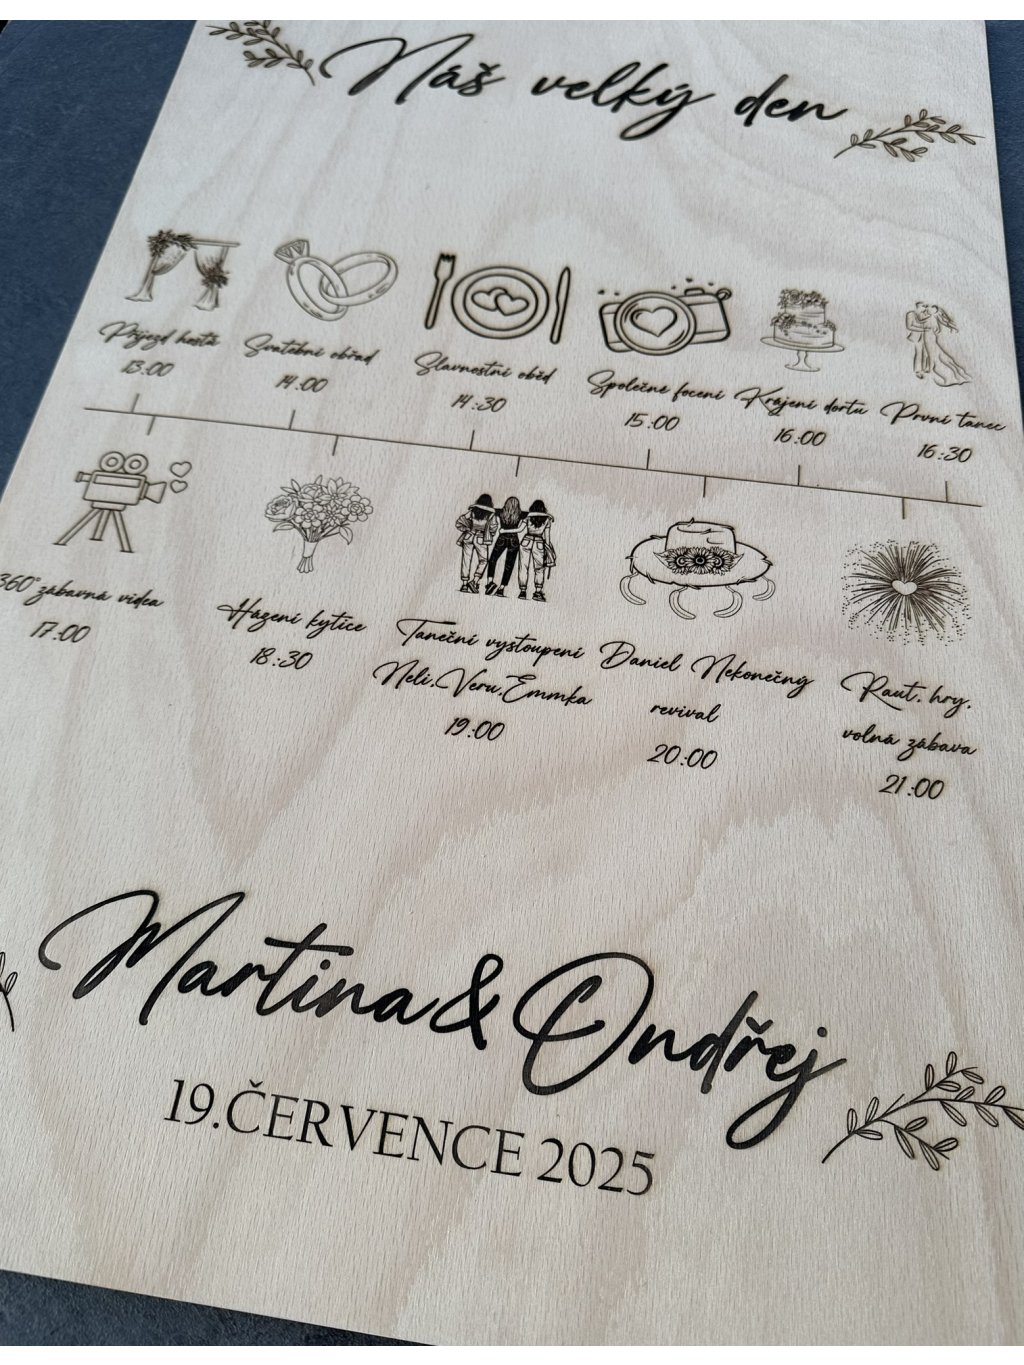 Náš velký den
Příjezd hostů
13:00
Svatební obřad
14:00
Slavnostní oběd
14:30
Společné focení
15:00
Krájení dortu
16:00
První tanec
16:30
360° zábavná videa
17:00
Házení kytice
18:30
Taneční vystoupení
Neli,Veru,Emmka
19:00
Daniel Nekonečný
revival
20:00
Raut, hry,
volná zábava
21:00
Martina&Ondřej
19.ČERVENCE 2025